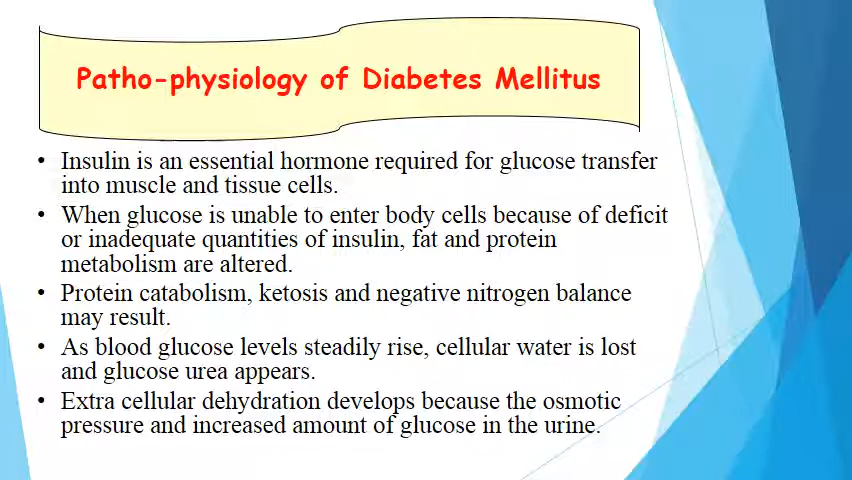 Patho-physiology of Diabetes Mellitus
• Insulin is an essential hormone required for glucose transfer
into muscle and tissue cells.
• When glucose is unable to enter body cells because of deficit
or inadequate quantities of insulin, fat and protein
metabolism are altered.
• Protein catabolism, ketosis and negative nitrogen balance
may result.
• As blood glucose levels steadily rise, cellular water is lost
and glucose urea appears.
• Extra cellular dehydration develops because the osmotic
pressure and increased amount of glucose in the urine.